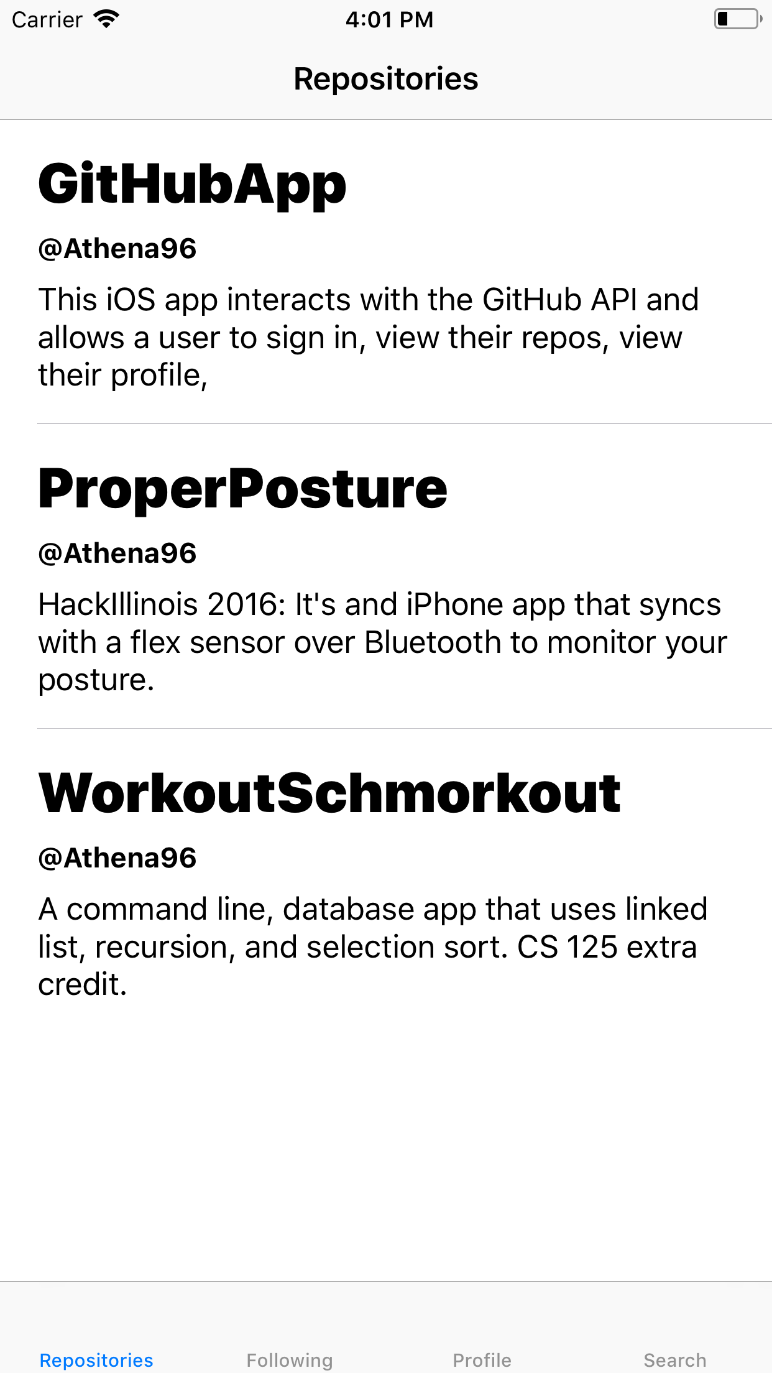 Carrier 4:01 PM
Repositories
GitHubApp
@Athena96
This iOS app interacts with the GitHub API and
allows a user to sign in, view their repos, view
their profile,
ProperPosture
@Athena96
HackIllinois 2016: It's and iPhone app that syncs
with a flex sensor over Bluetooth to monitor your
posture.
WorkoutSchmorkout
@Athena96
A command line, database app that uses linked
list, recursion, and selection sort. CS 125 extra
credit.
Repositories Following Profile Search